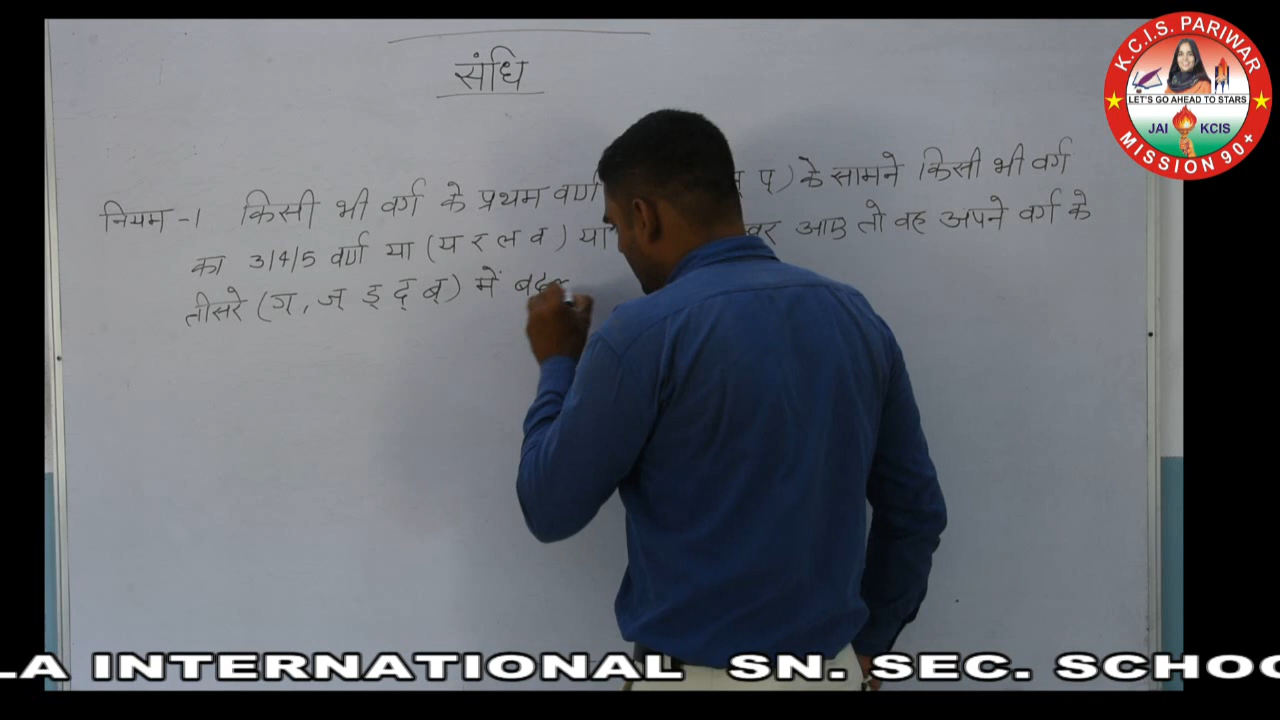 संधि
नियम -1 किसी भी वर्ग के प्रथम वर्ण प्) के सामने किसी भी वर्ग
का 3/4/5 वर्ण या (य र ल व) या आए तो वह अपने वर्ग के
तीसरे (ग्, ज् ड् द् ब्) में
K.C.I.S. PARIWAR
LET'S GO AHEAD TO STARS
JAI KCIS
MISSION 90+
LA INTERNATIONAL SN. SEC. SCHOO